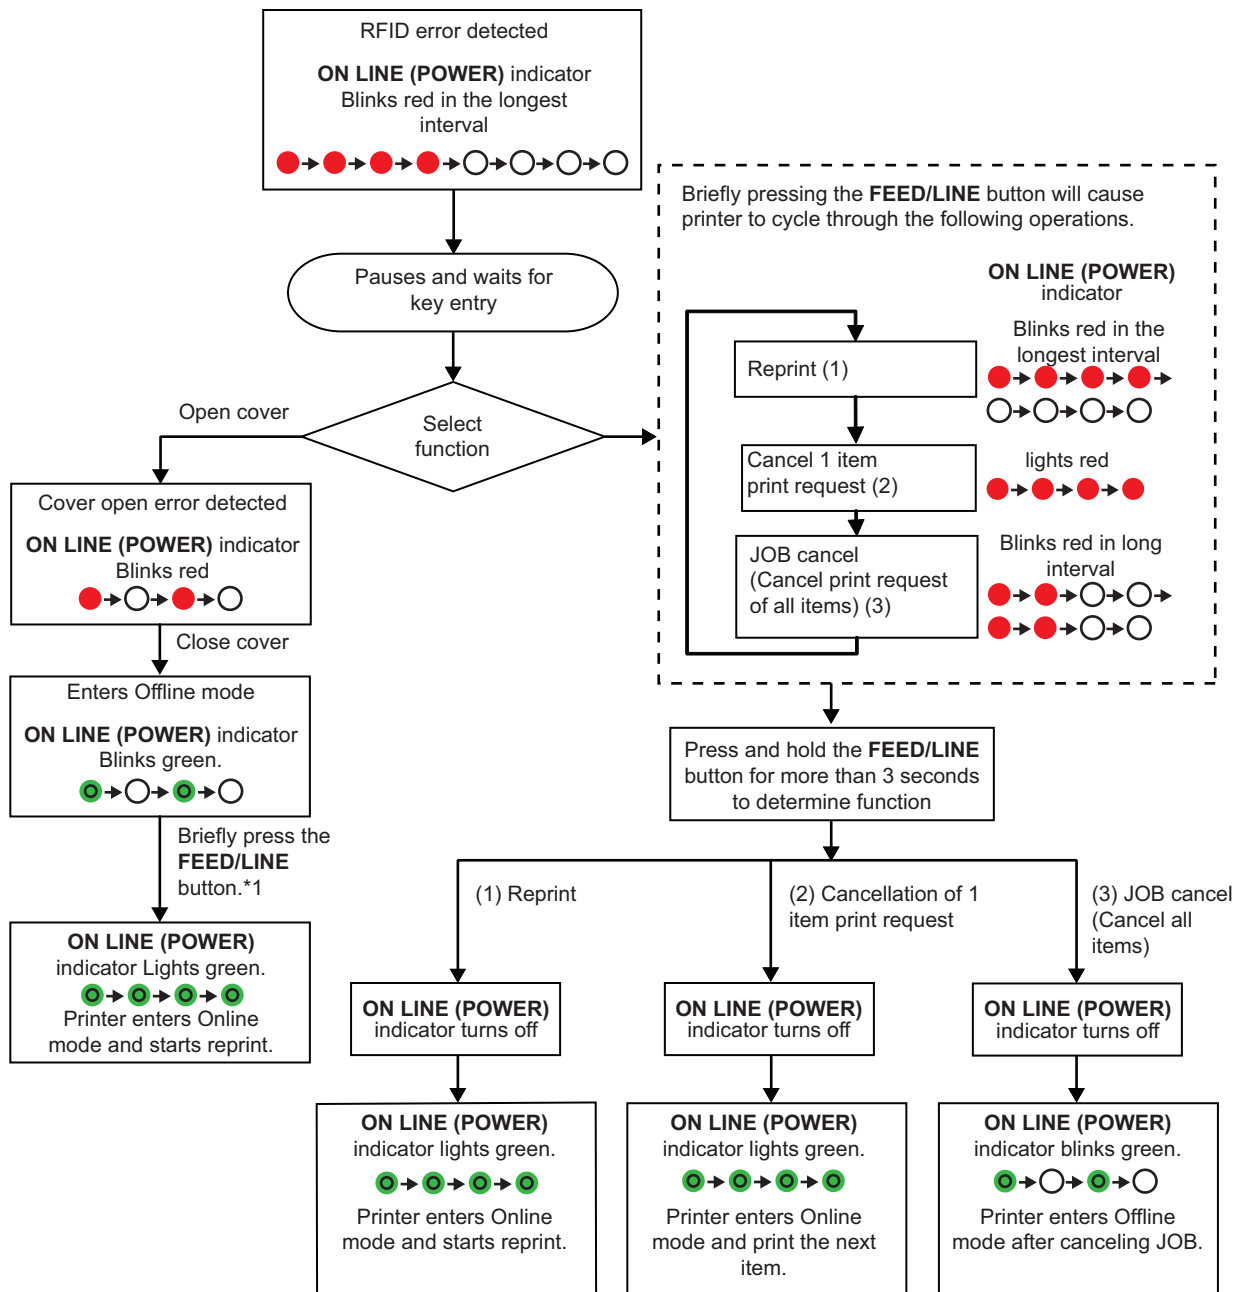 RFID error detected
ON LINE (POWER) indicator
Blinks red in the longest
interval
Pauses and waits for
key entry
Select
function
Open cover
Cover open error detected
ON LINE (POWER) indicator
Blinks red
Close cover
Enters Offline mode
ON LINE (POWER) indicator
Blinks green.
Briefly press the
FEED/LINE
button.*1
ON LINE (POWER)
indicator Lights green.
Printer enters Online
mode and starts reprint.
Briefly pressing the FEED/LINE button will cause
printer to cycle through the following operations.
ON LINE (POWER)
indicator
Reprint (1)
Blinks red in the
longest interval
Cancel 1 item
print request (2)
lights red
JOB cancel
(Cancel print request
of all items) (3)
Blinks red in long
interval
Press and hold the FEED/LINE
button for more than 3 seconds
to determine function
(1) Reprint
ON LINE (POWER)
indicator turns off
ON LINE (POWER)
indicator lights green.
Printer enters Online
mode and starts reprint.
(2) Cancellation of 1
item print request
ON LINE (POWER)
indicator turns off
ON LINE (POWER)
indicator lights green.
Printer enters Online
mode and print the next
item.
(3) JOB cancel
(Cancel all
items)
ON LINE (POWER)
indicator turns off
ON LINE (POWER)
indicator blinks green.
Printer enters Offline
mode after canceling JOB.